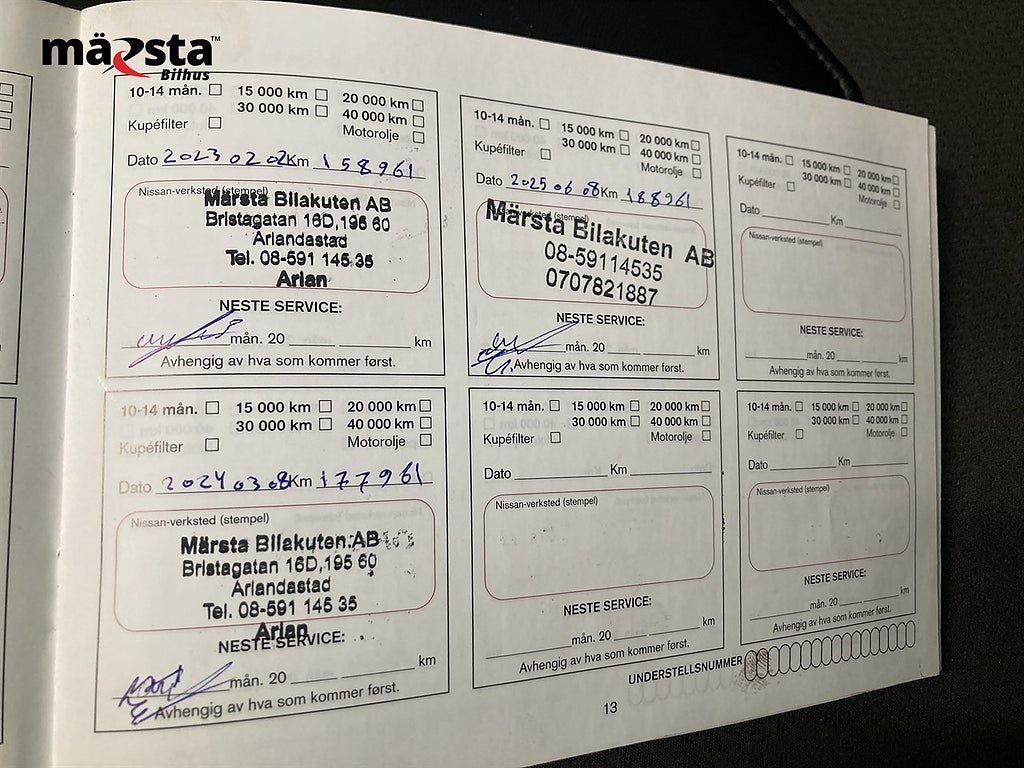 märsta™
Bilhus
10-14 mån. 15 000 km 20 000 km
30 000 km 40 000 km
Kupéfilter Motorolje
Dato 2023 02 02 Km 158961
Nissan-verksted (stempel)
Märsta Bilakuten AB
Bristagatan 16D,195 60
Arlandastad
Tel. 08-591 145 35
Arlan
NESTE SERVICE:
mån. 20 km
Avhengig av hva som kommer først.
10-14 mån. 15 000 km 20 000 km
30 000 km 40 000 km
Kupéfilter Motorolje
Dato 2024 03 08 Km 177961
Nissan-verksted (stempel)
Märsta Bilakuten AB
Bristagatan 16D,195 60
Arlandastad
Tel. 08-591 145 35
Arlan
NESTE SERVICE:
mån. 20 km
Avhengig av hva som kommer først.
10-14 mån. 15 000 km 20 000 km
30 000 km 40 000 km
Kupéfilter Motorolje
Dato 2025 06 08 Km 188961
Märsta Bilakuten AB
08-59114535
0707821887
NESTE SERVICE:
mån. 20 km
Avhengig av hva som kommer først.
10-14 mån. 15 000 km 20 000 km
30 000 km 40 000 km
Kupéfilter Motorolje
Dato Km
Nissan-verksted (stempel)
NESTE SERVICE:
mån. 20 km
Avhengig av hva som kommer først.
10-14 mån. 15 000 km 20 000 km
30 000 km 40 000 km
Kupéfilter Motorolje
Dato Km
Nissan-verksted (stempel)
NESTE SERVICE:
mån. 20 km
Avhengig av hva som kommer først.
10-14 mån. 15 000 km 20 000 km
30 000 km 40 000 km
Kupéfilter Motorolje
Dato Km
Nissan-verksted (stempel)
NESTE SERVICE:
mån. 20 km
Avhengig av hva som kommer først.
UNDERSTELLSNUMMER
13